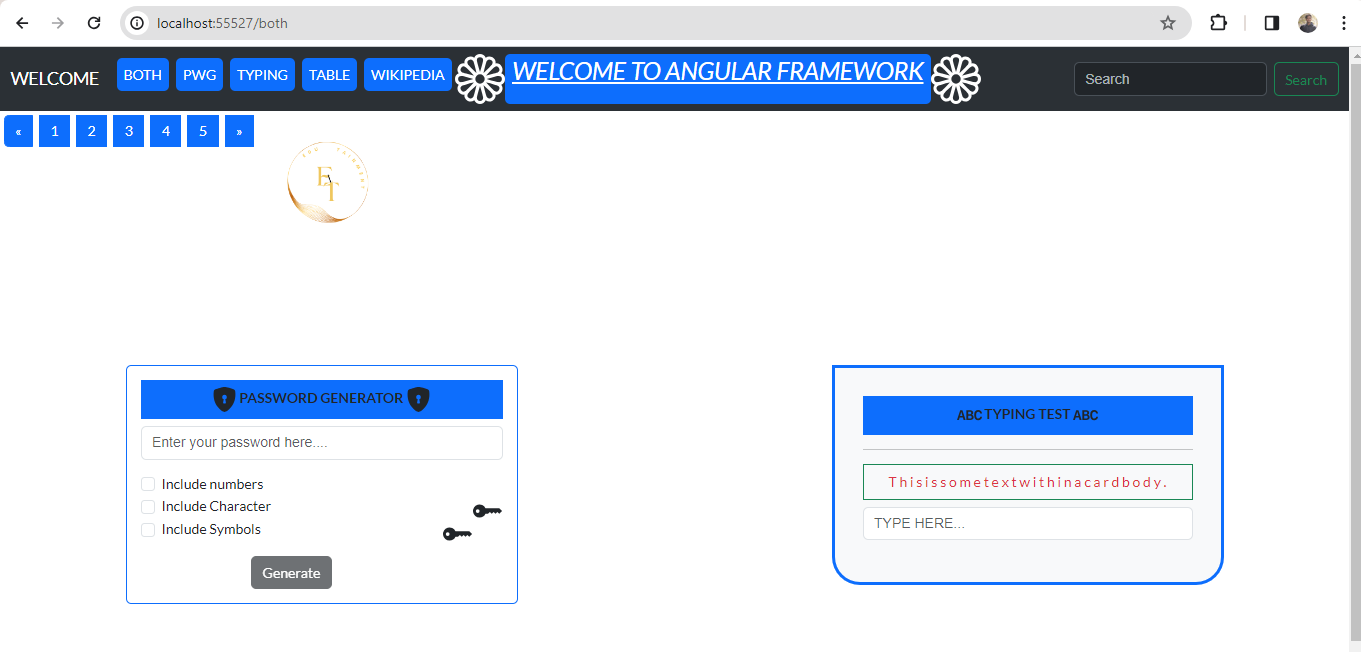 localhost:55527/both
WELCOME BOTH PWG TYPING TABLE WIKIPEDIA WELCOME TO ANGULAR FRAMEWORK Search Search
« 1 2 3 4 5 »
ET
PASSWORD GENERATOR
Enter your password here....
Include numbers
Include Character
Include Symbols
Generate
ABC TYPING TEST ABC
Thisissometextwithinacardbody.
TYPE HERE...